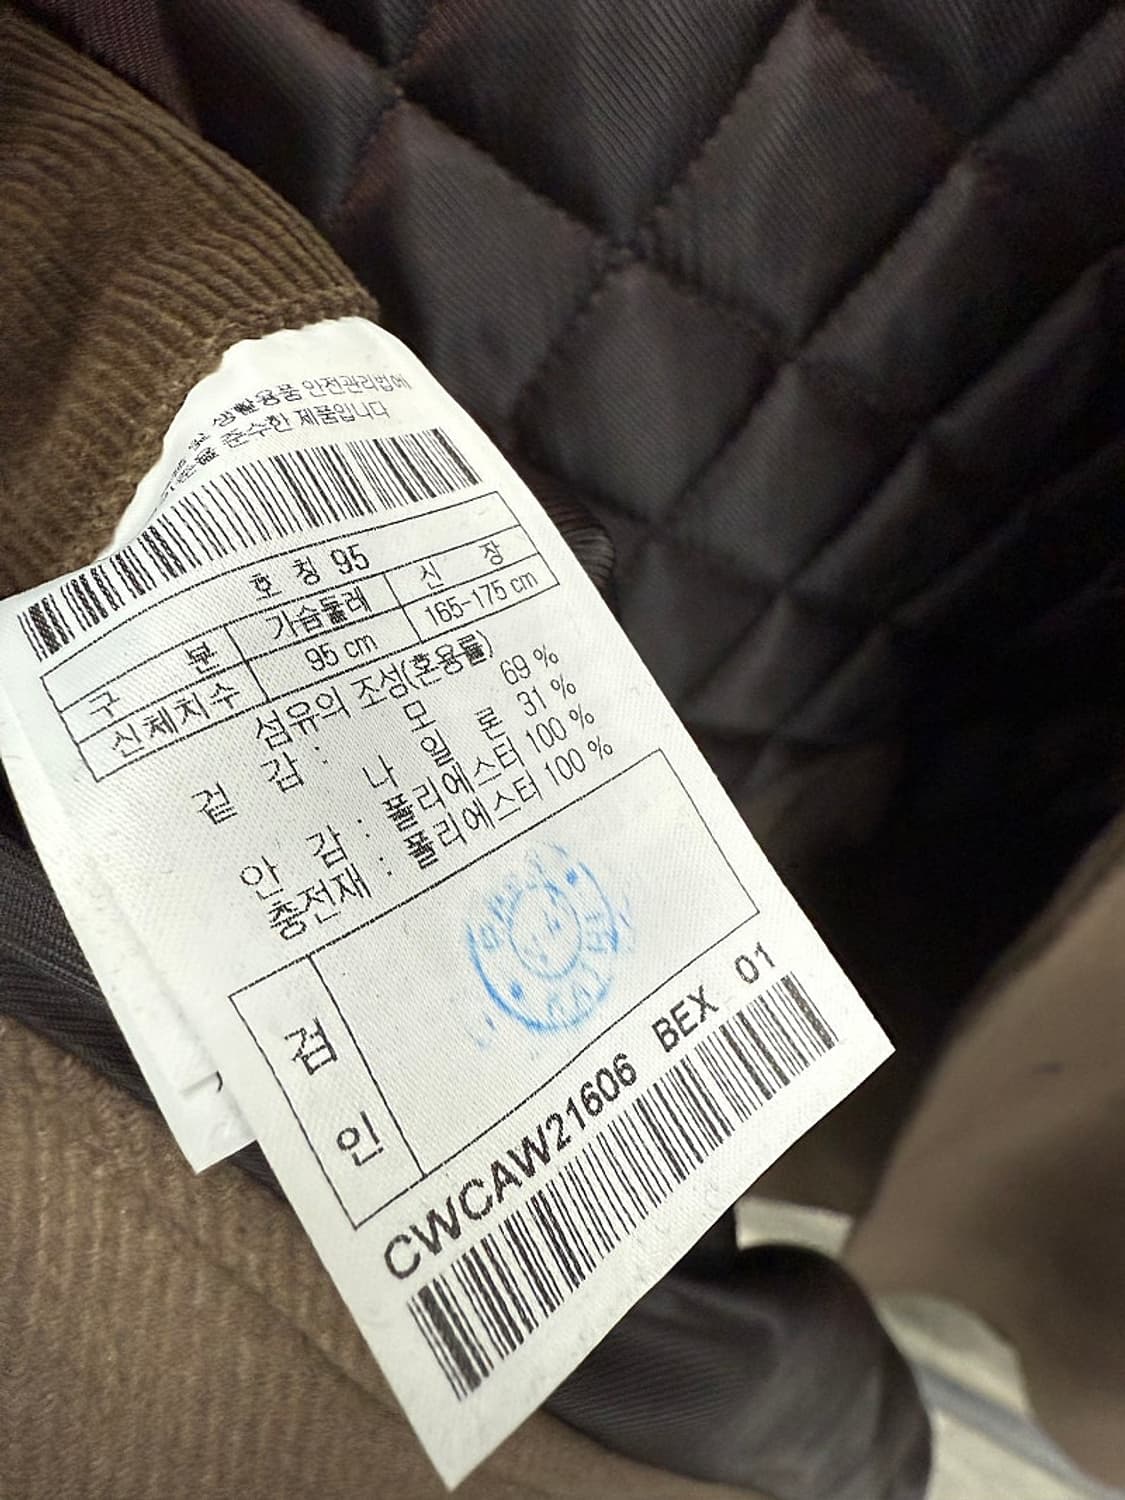 생활용품 안전관리법에
준수한 제품입니다
호 칭 95
구 분 가슴둘레 신 장
신체치수 95 cm 165-175 cm
섬유의 조성(혼용률)
겉 감 : 모 69 %
나 일 론 31 %
안 감 : 폴리에스터 100 %
충전재 : 폴리에스터 100 %
검
인
CWCAW21606 BEX 01